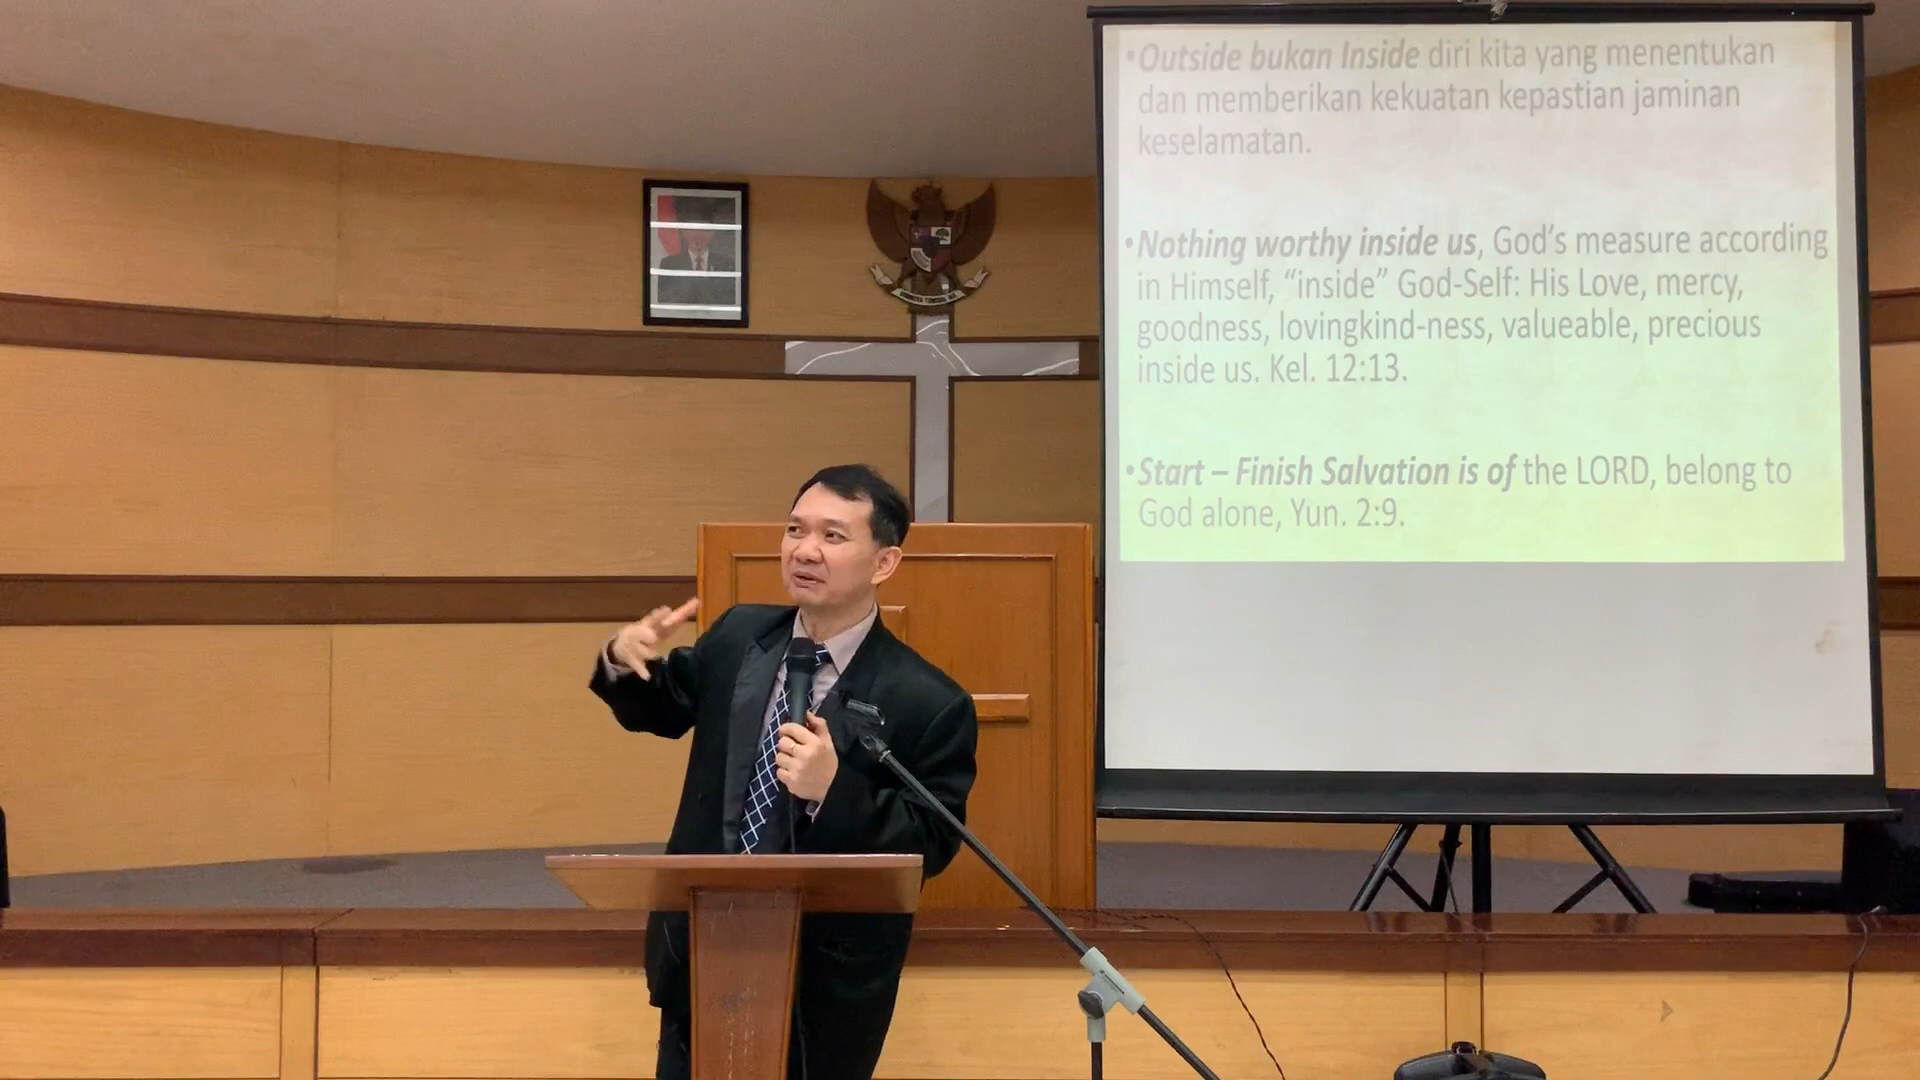 •Outside bukan Inside diri kita yang menentukan
dan memberikan kekuatan kepastian jaminan
keselamatan.
•Nothing worthy inside us, God's measure according
in Himself, “inside” God-Self: His Love, mercy,
goodness, lovingkind-ness, valueable, precious
inside us. Kel. 12:13.
•Start – Finish Salvation is of the LORD, belong to
God alone, Yun. 2:9.